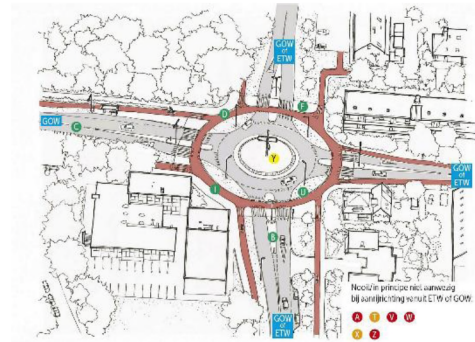 GOW
of
ETW
D
F
GOW
C
Y
GOW
of
ETW
I
U
B
Nooit/in principe niet aanwezig
bij aanrijrichting vanuit ETW of GOW:
A T V W
X Z
GOW
of
ETW